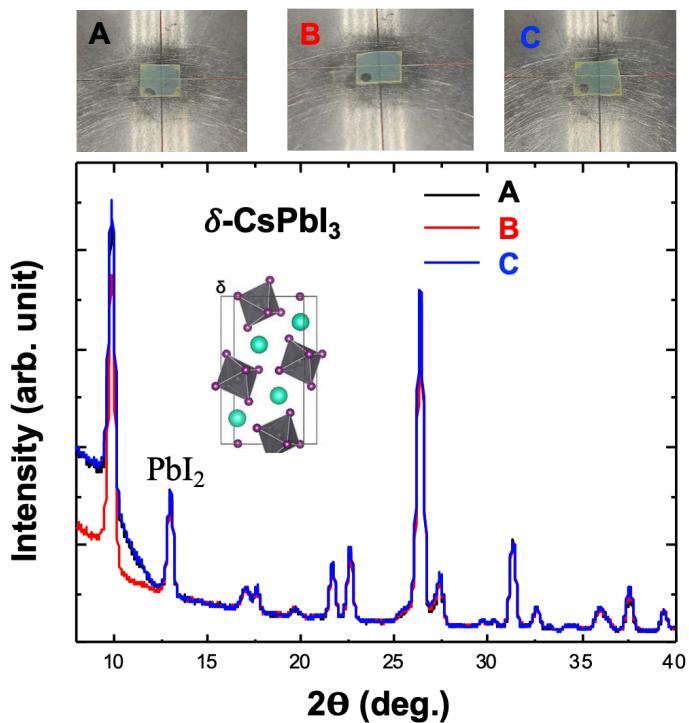 A
B
C
δ-CsPbI3
A
B
C
δ
PbI2
Intensity (arb. unit)
10
15
20
25
30
35
40
2Θ (deg.)